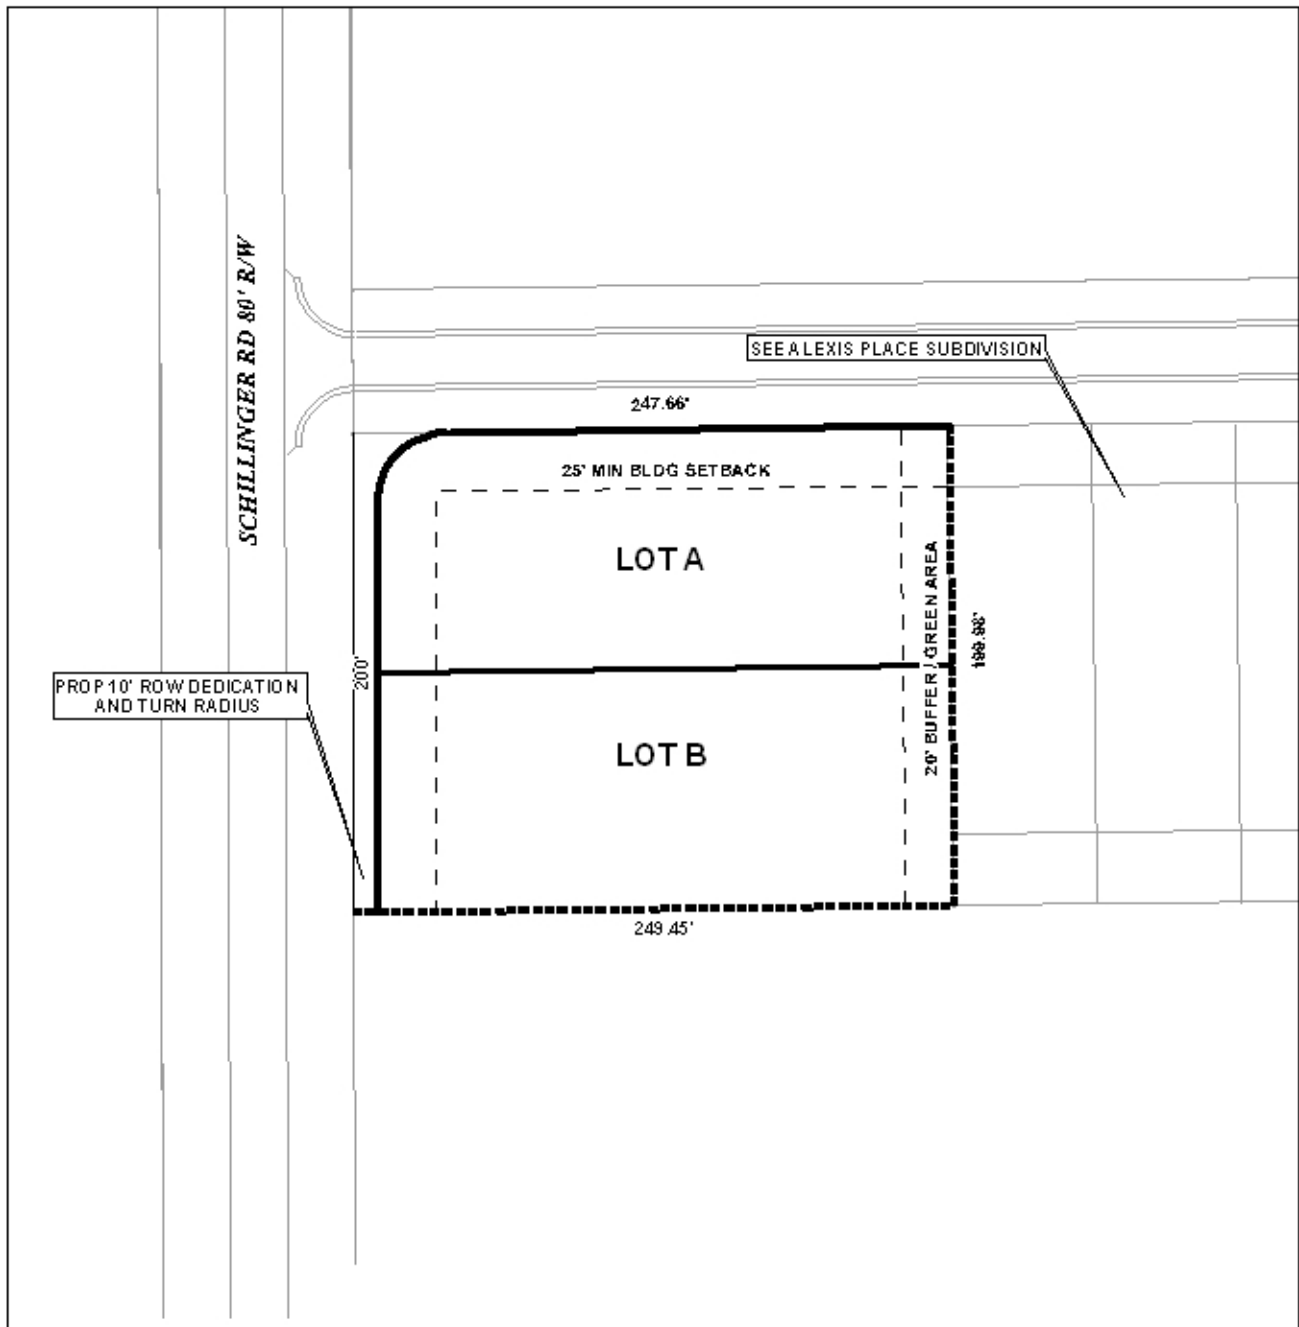 SCHILLINGER RD 80' R/W
SEE ALEXIS PLACE SUBDIVISION
247.66'
25' MIN BLDG SETBACK
LOT A
20' BUFFER / GREEN AREA
199.98'
200'
PROP 10' ROW DEDICATION
AND TURN RADIUS
LOT B
249.45'